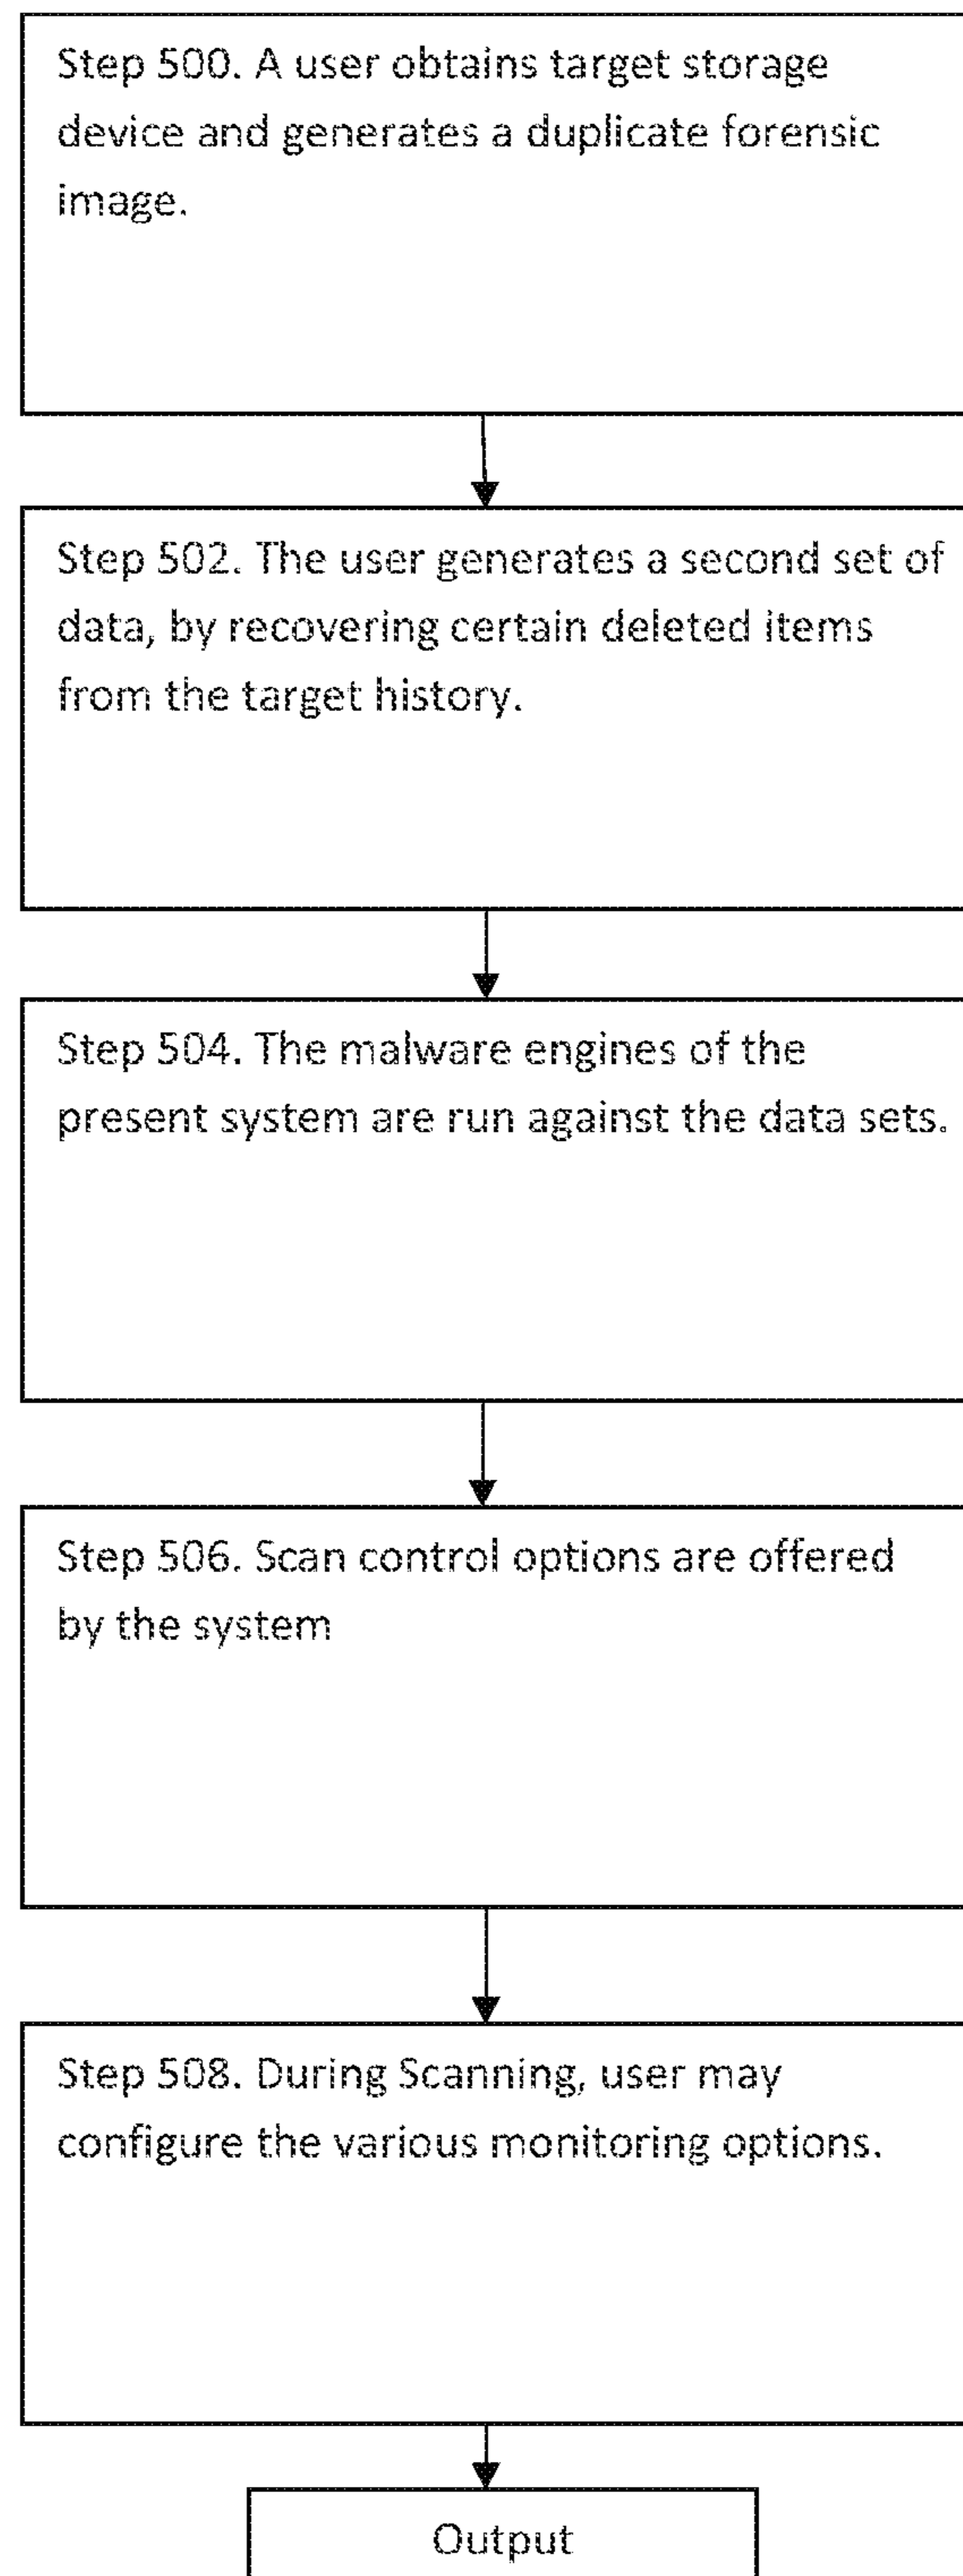 Step 500. A user obtains target storage
device and generates a duplicate forensic
image.
Step 502. The user generates a second set of
data, by recovering certain deleted items
from the target history.
Step 504. The malware engines of the
present system are run against the data sets.
Step 506. Scan control options are offered
by the system
Step 508. During Scanning, user may
configure the various monitoring options.
Output